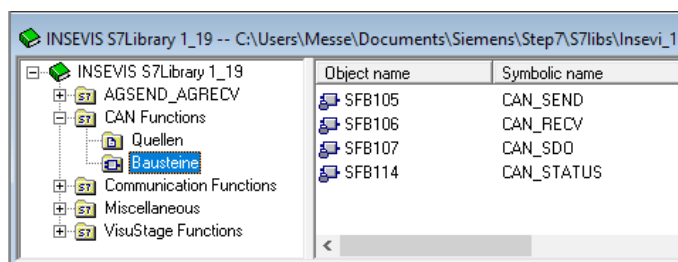 INSEVIS S7Library 1_19 -- C:\Users\Messe\Documents\Siemens\Step7\S7libs\Insevi_1
INSEVIS S7Library 1_19
AGSEND_AGRECV
CAN Functions
Quellen
Bausteine
Communication Functions
Miscellaneous
VisuStage Functions
Object name Symbolic name
SFB105 CAN_SEND
SFB106 CAN_RECV
SFB107 CAN_SDO
SFB114 CAN_STATUS